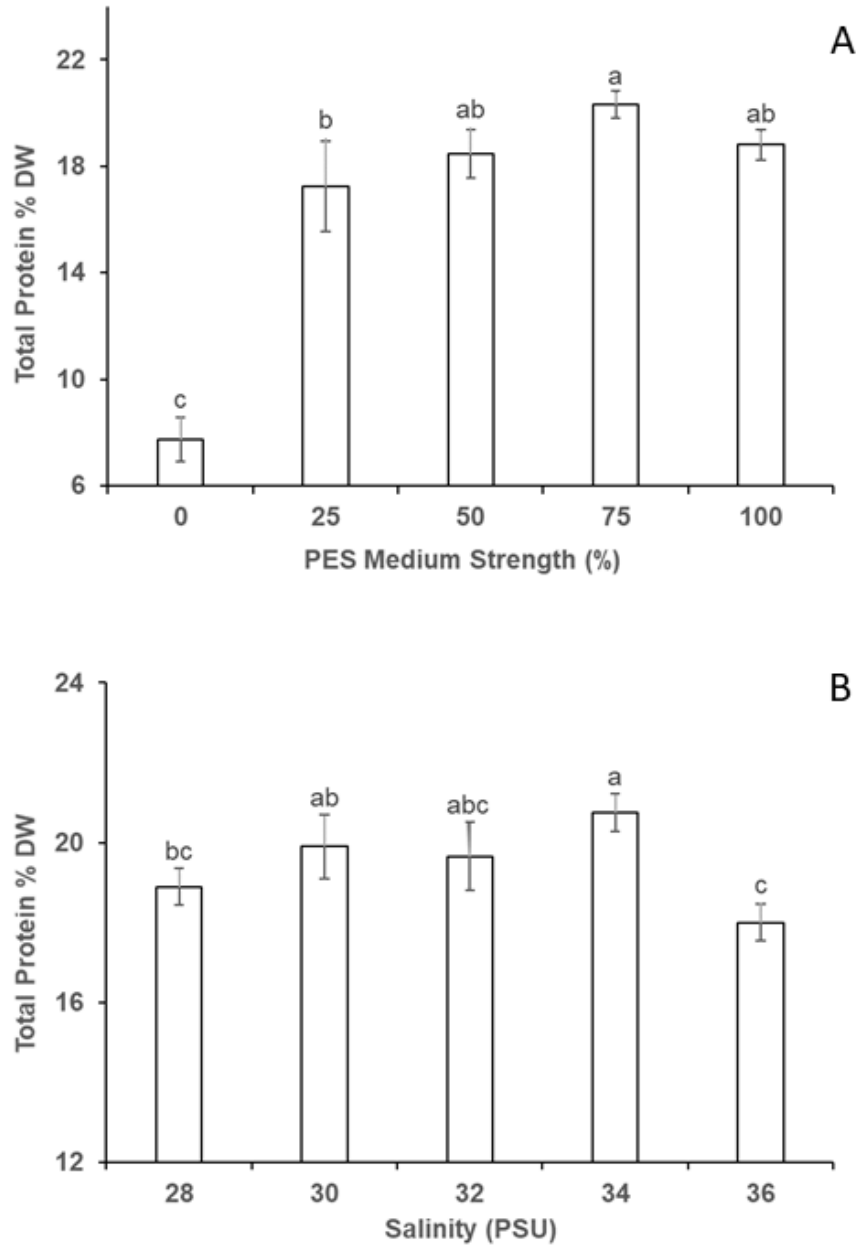 A
22
18
14
10
6
Total Protein % DW
c
b
ab
a
ab
0 25 50 75 100
PES Medium Strength (%)
B
24
20
16
12
Total Protein % DW
bc
ab
abc
a
c
28 30 32 34 36
Salinity (PSU)